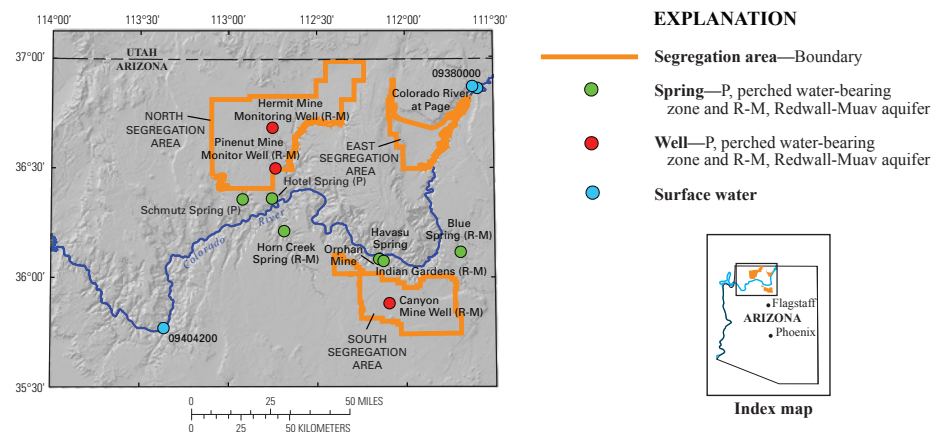 114°00' 113°00' 113°00' 112°30' 112°00' 111°30'
37°00'
36°30'
36°00'
35°30'
UTAH
ARIZONA
09380000
Colorado River
at Page
Hermit Mine
Monitoring Well (R-M)
NORTH
SEGREGATION
AREA
Pinenut Mine
Monitor Well (R-M)
EAST
SEGREGATION
AREA
Hotel Spring (P)
Schmutz Spring (P)
Colorado River
Horn Creek
Spring (R-M)
Orphan
Mine
Havasu
Spring
Blue
Spring (R-M)
Indian Gardens (R-M)
Canyon
Mine Well (R-M)
09404200
SOUTH
SEGREGATION
AREA
0 25 50 MILES
0 25 50 KILOMETERS
EXPLANATION
Segregation area—Boundary
Spring—P, perched water-bearing
zone and R-M, Redwall-Muav aquifer
Well—P, perched water-bearing
zone and R-M, Redwall-Muav aquifer
Surface water
Flagstaff
ARIZONA
Phoenix
Index map